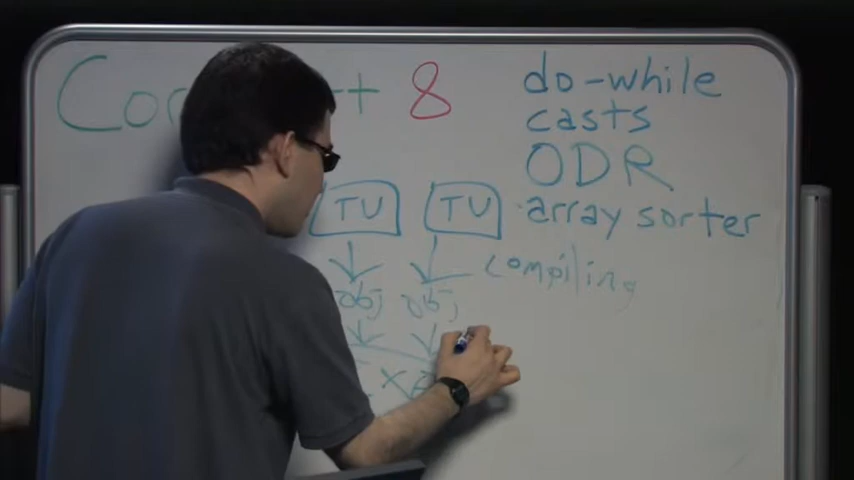 Co ++ 8
do-while
casts
ODR
array sorter
TU TU
compiling
obj obj